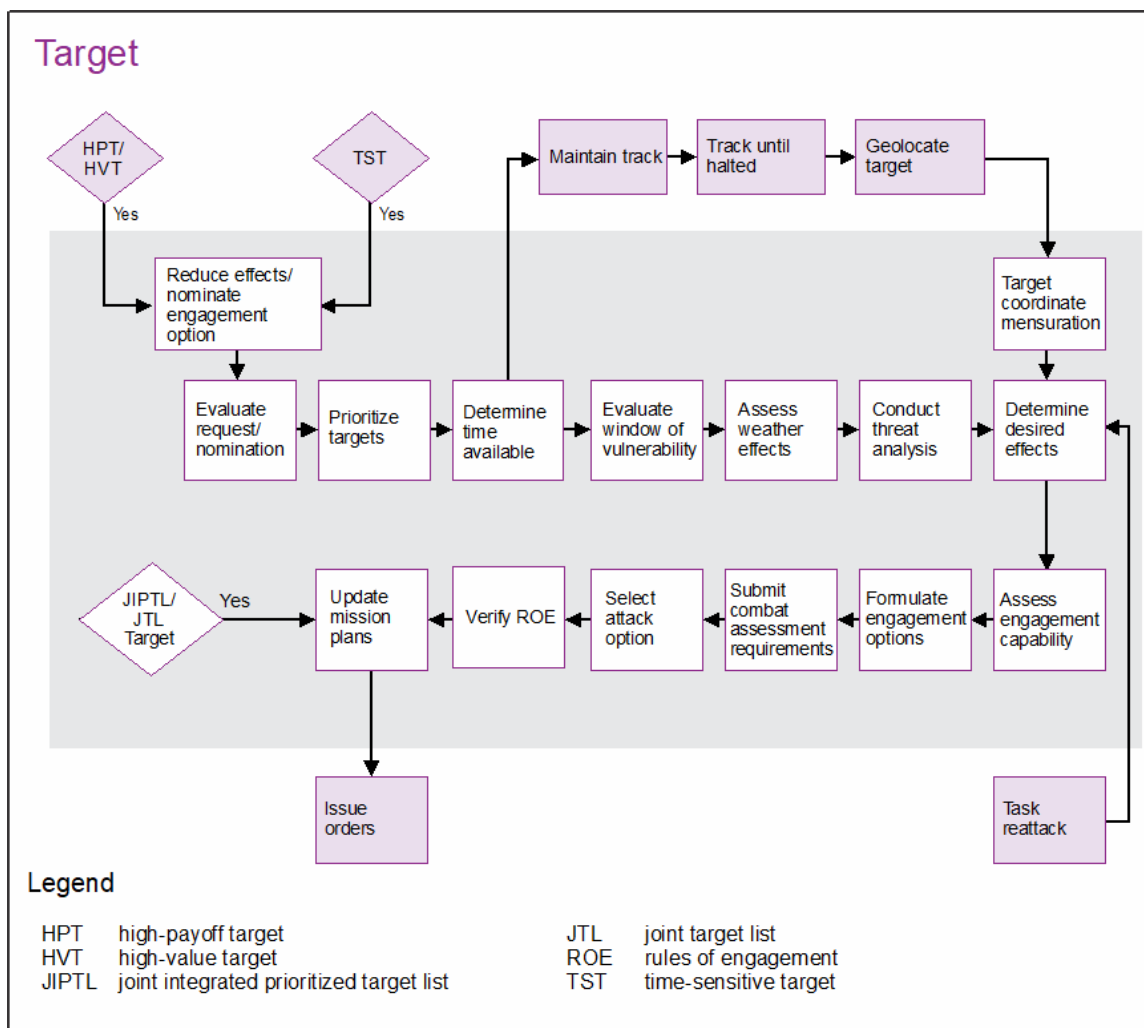 Target
HPT/
HVT
TST
Maintain track
Track until
halted
Geolocate
target
Yes
Yes
Reduce effects/
nominate
engagement
option
Target
coordinate
mensuration
Evaluate
request/
nomination
Prioritize
targets
Determine
time
available
Evaluate
window of
vulnerability
Assess
weather
effects
Conduct
threat
analysis
Determine
desired
effects
JIPTL/
JTL
Target
Yes
Update
mission
plans
Verify ROE
Select
attack
option
Submit
combat
assessment
requirements
Formulate
engagement
options
Assess
engagement
capability
Issue
orders
Task
reattack
Legend
HPT high-payoff target
HVT high-value target
JIPTL joint integrated prioritized target list
JTL joint target list
ROE rules of engagement
TST time-sensitive target